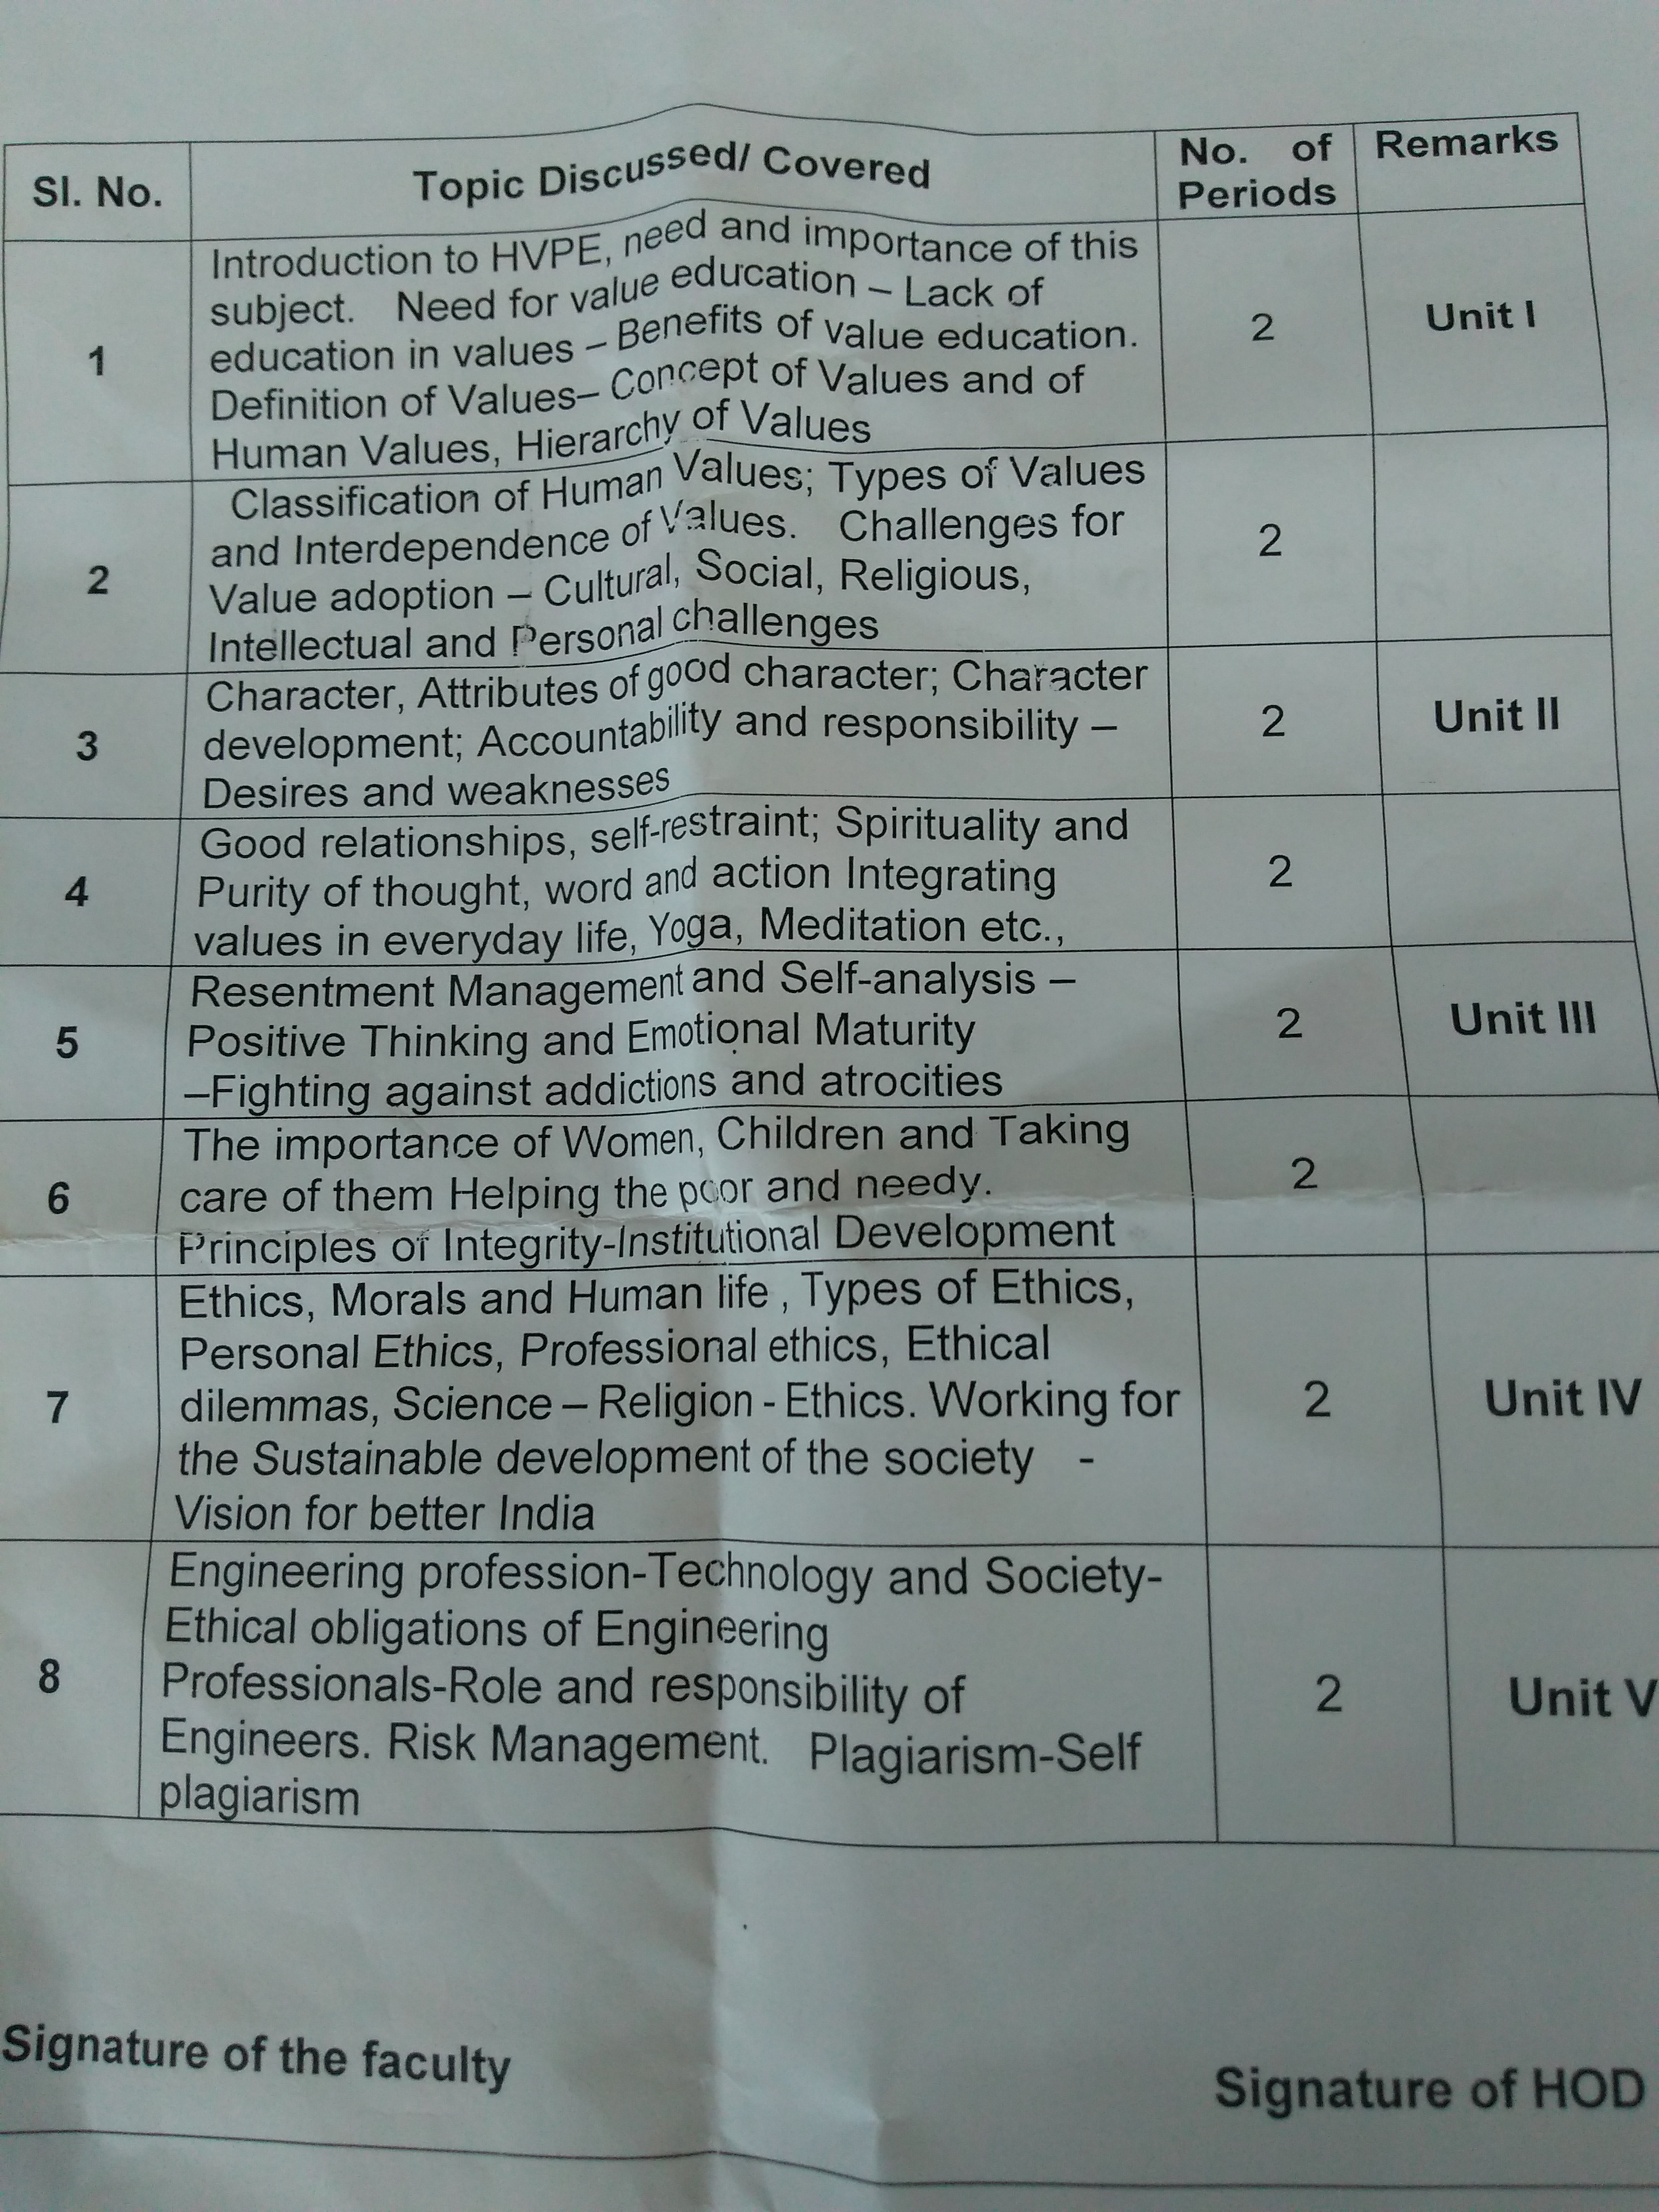 Sl. No.
Topic Discussed/ Covered
No. of
Periods
Remarks
1
Introduction to HVPE, need and importance of this
subject. Need for value education – Lack of
education in values – Benefits of value education.
Definition of Values– Concept of Values and of
Human Values, Hierarchy of Values
2
Unit I
2
Classification of Human Values; Types of Values
and Interdependence of Values. Challenges for
Value adoption – Cultural, Social, Religious,
Intellectual and Personal challenges
2
3
Character, Attributes of good character; Character
development; Accountability and responsibility –
Desires and weaknesses
2
Unit II
4
Good relationships, self-restraint; Spirituality and
Purity of thought, word and action Integrating
values in everyday life, Yoga, Meditation etc.,
2
5
Resentment Management and Self-analysis –
Positive Thinking and Emotional Maturity
–Fighting against addictions and atrocities
2
Unit III
6
The importance of Women, Children and Taking
care of them Helping the poor and needy.
Principles of Integrity-Institutional Development
2
7
Ethics, Morals and Human life , Types of Ethics,
Personal Ethics, Professional ethics, Ethical
dilemmas, Science – Religion - Ethics. Working for
the Sustainable development of the society -
Vision for better India
2
Unit IV
8
Engineering profession-Technology and Society-
Ethical obligations of Engineering
Professionals-Role and responsibility of
Engineers. Risk Management. Plagiarism-Self
plagiarism
2
Unit V
Signature of the faculty
Signature of HOD